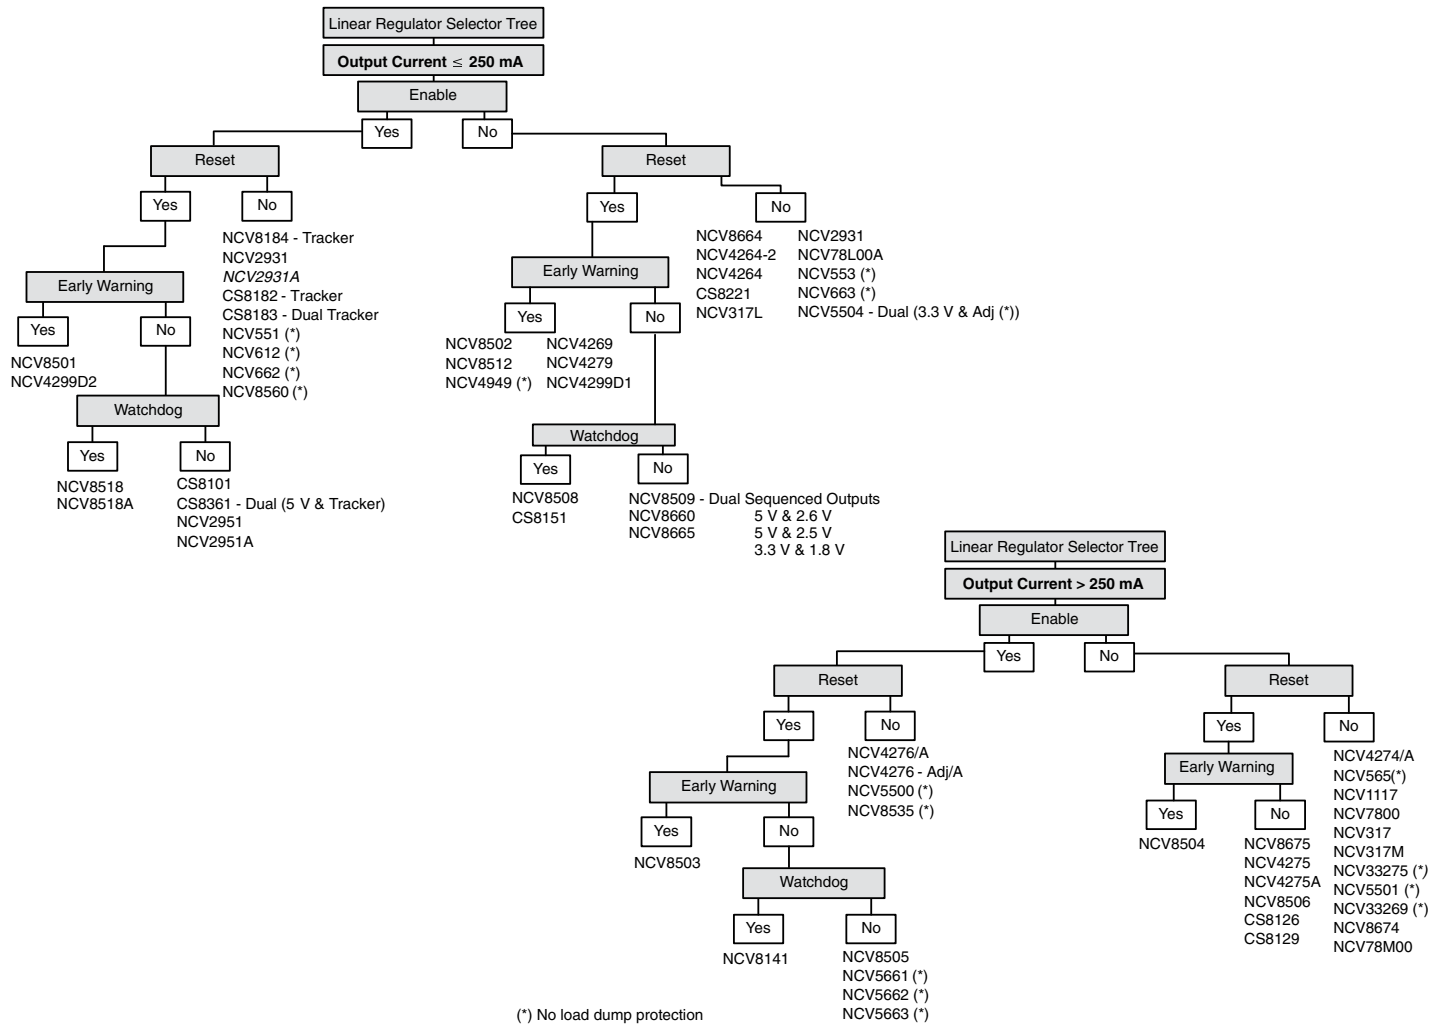 Linear Regulator Selector Tree
Output Current ≤ 250 mA
Enable
Yes
No
Reset
Yes
No
NCV8184 - Tracker
NCV2931
NCV2931A
CS8182 - Tracker
CS8183 - Dual Tracker
NCV551 (*)
NCV612 (*)
NCV662 (*)
NCV8560 (*)
Early Warning
Yes
No
NCV8501
NCV4299D2
Watchdog
Yes
No
NCV8518
NCV8518A
CS8101
CS8361 - Dual (5 V & Tracker)
NCV2951
NCV2951A
Reset
Yes
No
NCV8664
NCV4264-2
NCV4264
CS8221
NCV317L
NCV2931
NCV78L00A
NCV553 (*)
NCV663 (*)
NCV5504 - Dual (3.3 V & Adj (*))
Early Warning
Yes
No
NCV8502
NCV8512
NCV4949 (*)
NCV4269
NCV4279
NCV4299D1
Watchdog
Yes
No
NCV8508
CS8151
NCV8509 - Dual Sequenced Outputs
NCV8660 5 V & 2.6 V
NCV8665 5 V & 2.5 V
3.3 V & 1.8 V
Linear Regulator Selector Tree
Output Current > 250 mA
Enable
Yes
No
Reset
Yes
No
NCV4276/A
NCV4276 - Adj/A
NCV5500 (*)
NCV8535 (*)
Early Warning
Yes
No
NCV8503
Watchdog
Yes
No
NCV8141
NCV8505
NCV5661 (*)
NCV5662 (*)
NCV5663 (*)
Reset
Yes
No
Early Warning
Yes
No
NCV8504
NCV8675
NCV4275
NCV4275A
NCV8506
CS8126
CS8129
NCV4274/A
NCV565(*)
NCV1117
NCV7800
NCV317
NCV317M
NCV33275 (*)
NCV5501 (*)
NCV33269 (*)
NCV8674
NCV78M00
(*) No load dump protection